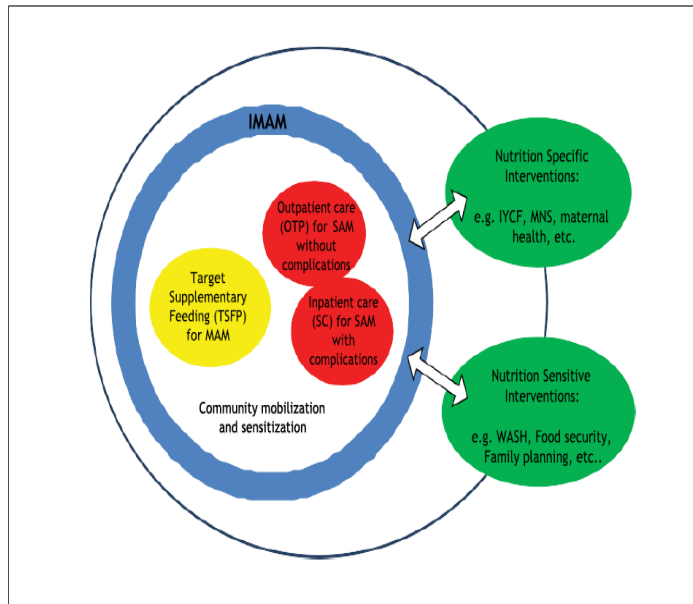 IMAM
Nutrition Specific
Interventions:
e.g. IYCF, MNS, maternal
health, etc.
Outpatient care
(OTP) for SAM
without
complications
Target
Supplementary
Feeding (TSFP)
for MAM
Inpatient care
(SC) for SAM
with
complications
Community mobilization
and sensitization
Nutrition Sensitive
Interventions:
e.g. WASH, Food security,
Family planning, etc..